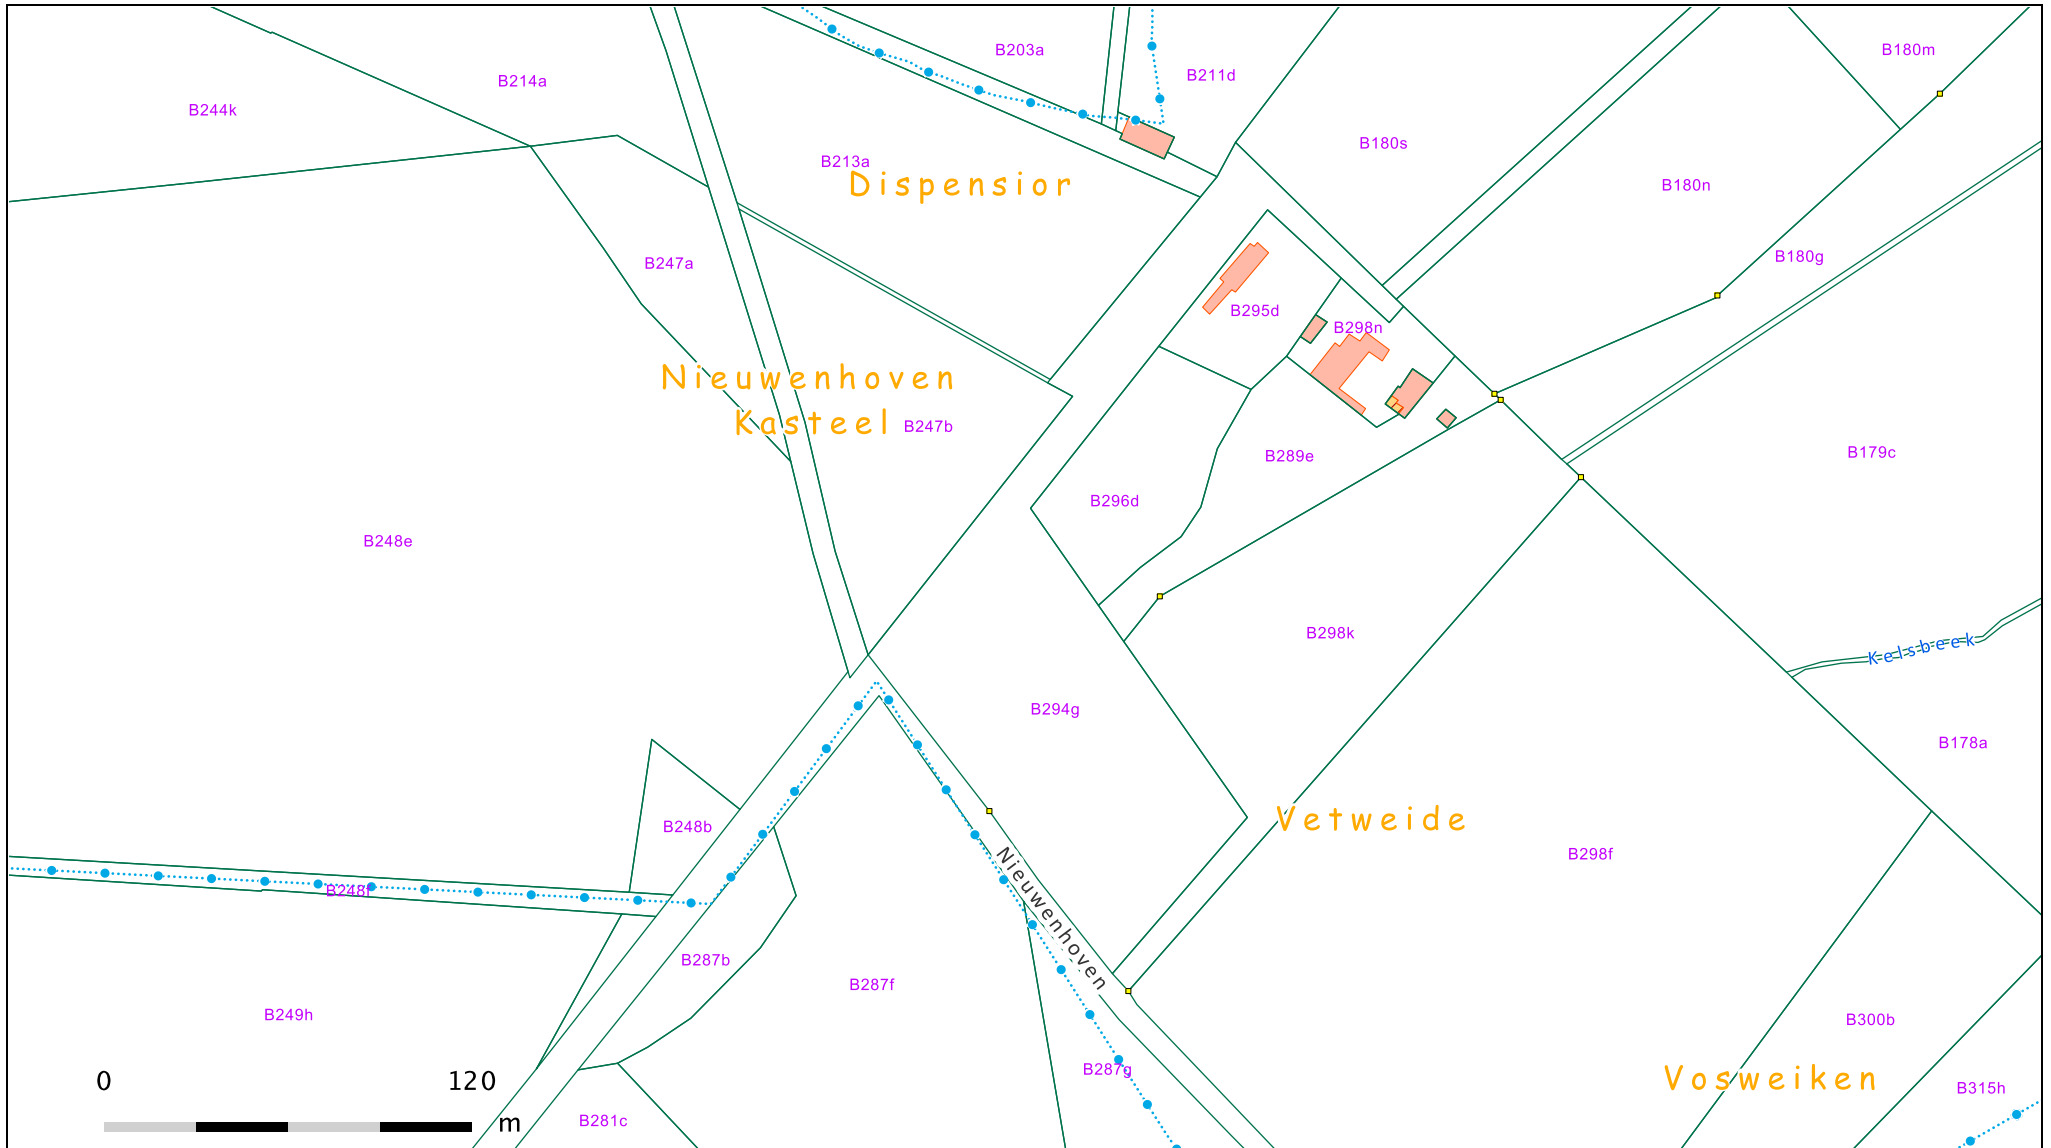 B203a
B180m
B211d
B214a
B244k
B180s
B213a
Dispensior
B180n
B180g
B247a
B295d
B298n
Nieuwenhoven
Kasteel
B247b
B179c
B289e
B296d
B248e
B298k
Kelsbeek
B294g
B178a
Vetweide
B248b
B298f
B248f
Nieuwenhoven
B287b
B287f
B249h
B300b
B287g
Vosweiken
0
120
m
B315h
B281c